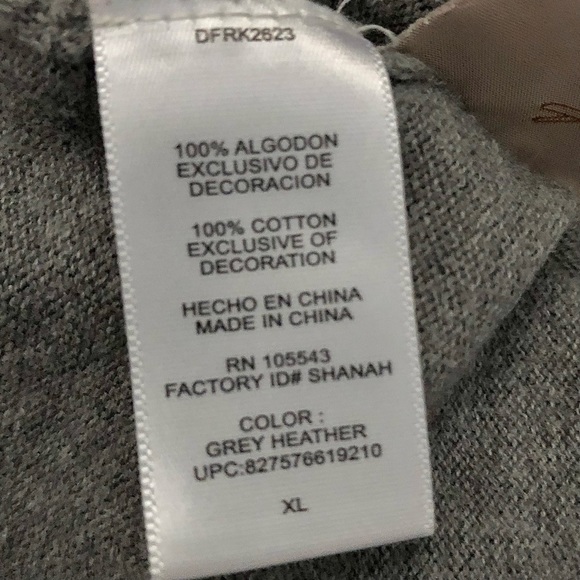 DFRK2623
100% ALGODON
EXCLUSIVO DE
DECORACION
100% COTTON
EXCLUSIVE OF
DECORATION
HECHO EN CHINA
MADE IN CHINA
RN 105543
FACTORY ID# SHANAH
COLOR :
GREY HEATHER
UPC:827576619210
XL